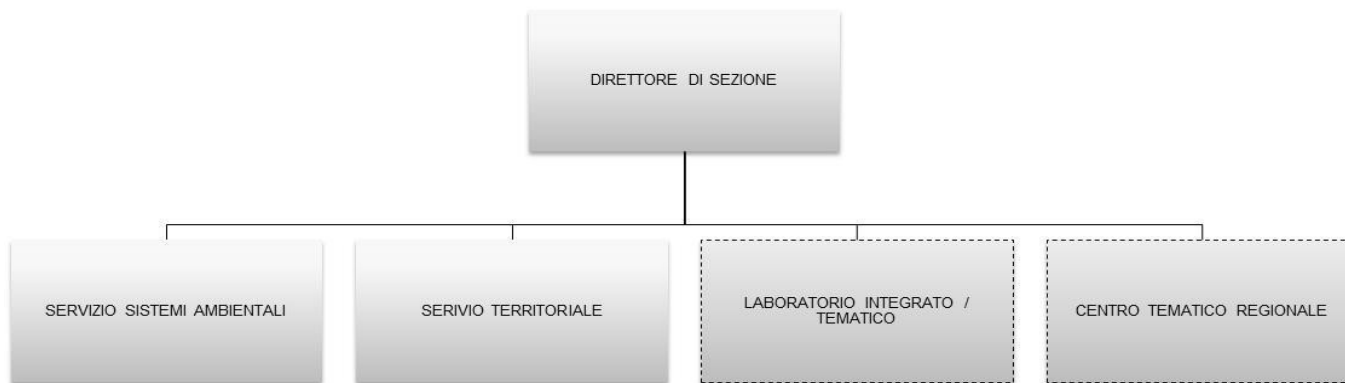 DIRETTORE DI SEZIONE
SERVIZIO SISTEMI AMBIENTALI
SERIVIO TERRITORIALE
LABORATORIO INTEGRATO /
TEMATICO
CENTRO TEMATICO REGIONALE